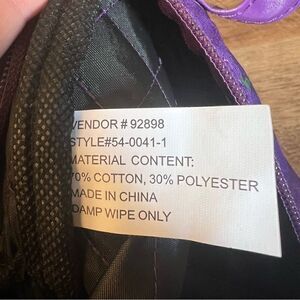 VENDOR # 92898
STYLE#54-0041-1
MATERIAL CONTENT:
70% COTTON, 30% POLYESTER
MADE IN CHINA
DAMP WIPE ONLY